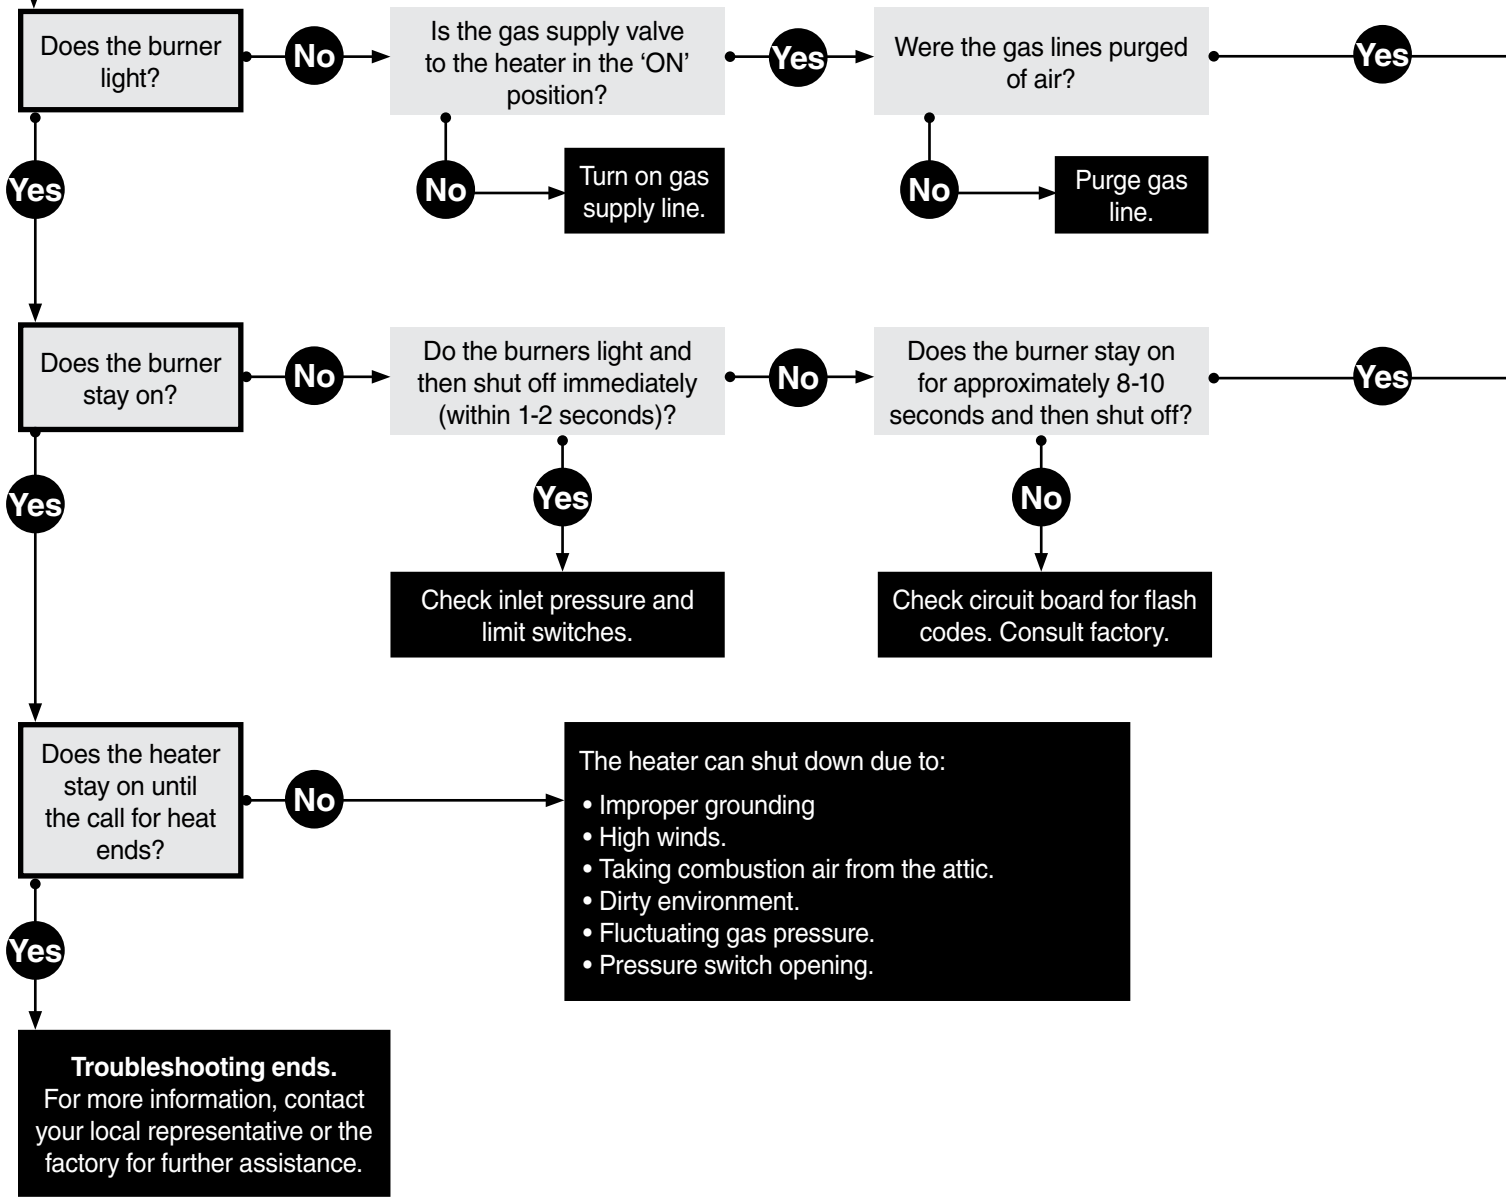 Does the burner
light?
No
Is the gas supply valve
to the heater in the ‘ON’
position?
Yes
Were the gas lines purged
of air?
Yes
Yes
No
Turn on gas
supply line.
No
Purge gas
line.
Does the burner
stay on?
No
Do the burners light and
then shut off immediately
(within 1-2 seconds)?
No
Does the burner stay on
for approximately 8-10
seconds and then shut off?
Yes
Yes
Yes
Check inlet pressure and
limit switches.
No
Check circuit board for flash
codes. Consult factory.
Does the heater
stay on until
the call for heat
ends?
No
The heater can shut down due to:
• Improper grounding
• High winds.
• Taking combustion air from the attic.
• Dirty environment.
• Fluctuating gas pressure.
• Pressure switch opening.
Yes
Troubleshooting ends.
For more information, contact
your local representative or the
factory for further assistance.